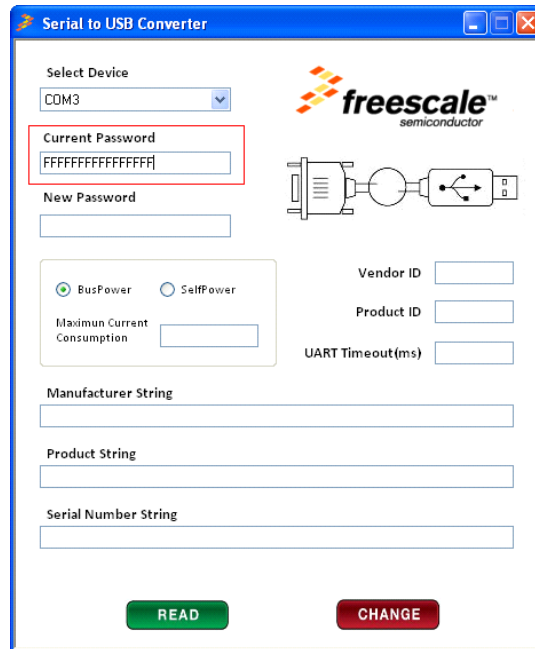 Serial to USB Converter
Select Device
COM3
freescale™
semiconductor
Current Password
FFFFFFFFFFFFFFFF
New Password
BusPower SelfPower
Maximun Current
Consumption
Vendor ID
Product ID
UART Timeout(ms)
Manufacturer String
Product String
Serial Number String
READ CHANGE